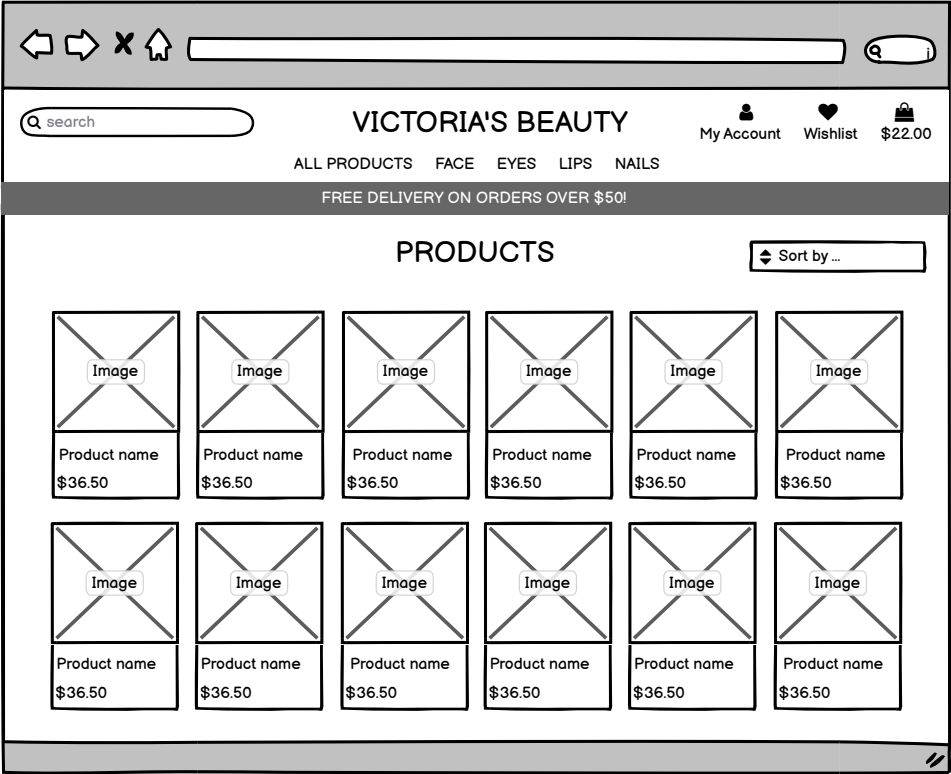 search
VICTORIA'S BEAUTY
My Account Wishlist $22.00
ALL PRODUCTS FACE EYES LIPS NAILS
FREE DELIVERY ON ORDERS OVER $50!
PRODUCTS
Sort by ...
Image Image Image Image Image Image
Product name Product name Product name Product name Product name Product name
$36.50 $36.50 $36.50 $36.50 $36.50 $36.50
Image Image Image Image Image Image
Product name Product name Product name Product name Product name Product name
$36.50 $36.50 $36.50 $36.50 $36.50 $36.50